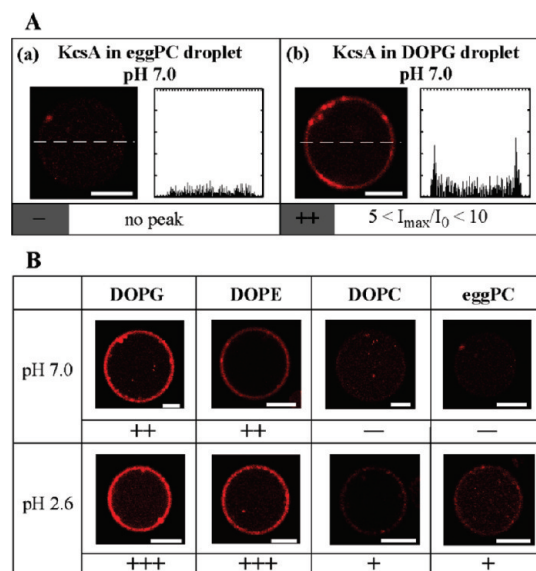 A
(a) KcsA in eggPC droplet
pH 7.0
(b) KcsA in DOPG droplet
pH 7.0
— no peak
++ 5 < Imax/I0 < 10
B
DOPG DOPE DOPC eggPC
pH 7.0
++ ++ — —
pH 2.6
+++ +++ + +